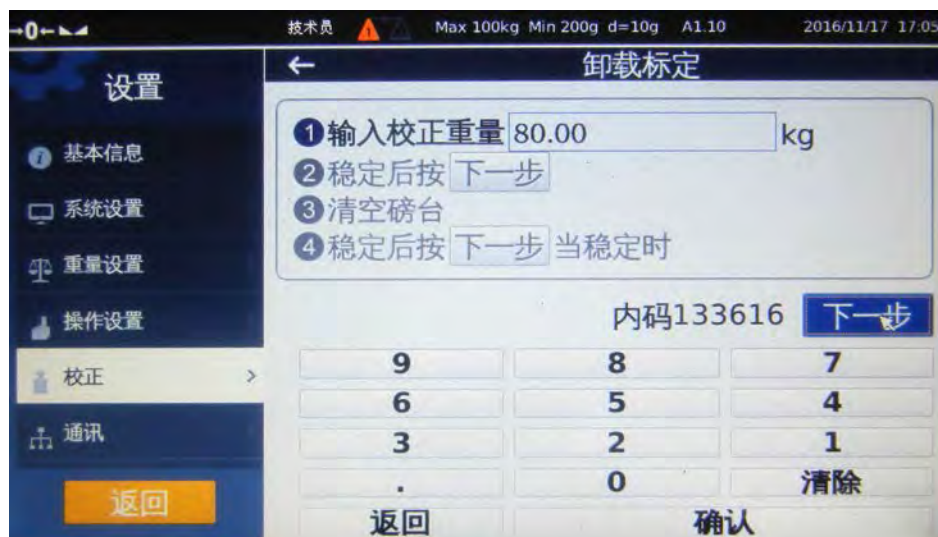 →0← 技术员 Max 100kg Min 200g d=10g A1.10 2016/11/17 17:05
设置
基本信息
系统设置
重量设置
操作设置
校正 >
通讯
返回
← 卸载标定
❶输入校正重量 80.00 kg
❷稳定后按 下一步
❸清空磅台
❹稳定后按 下一步 当稳定时
内码133616 下一步
9 8 7
6 5 4
3 2 1
. 0 清除
返回 确认